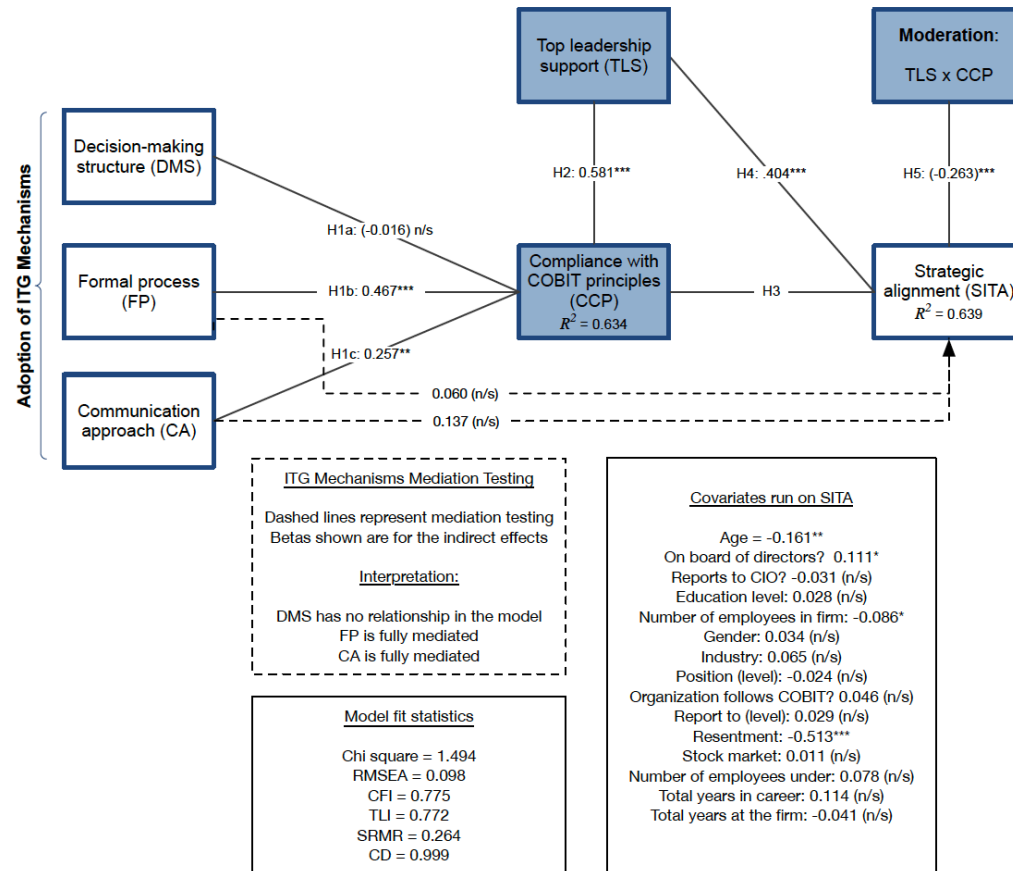 Top leadership
support (TLS)
Moderation:
TLS x CCP
Adoption of ITG Mechanisms
Decision-making
structure (DMS)
H2: 0.581***
H4: .404***
H5: (-0.263)***
H1a: (-0.016) n/s
Formal process
(FP)
H1b: 0.467***
Compliance with
COBIT principles
(CCP)
R² = 0.634
H3
Strategic
alignment (SITA)
R² = 0.639
H1c: 0.257**
0.060 (n/s)
Communication
approach (CA)
0.137 (n/s)
ITG Mechanisms Mediation Testing
Dashed lines represent mediation testing
Betas shown are for the indirect effects
Interpretation:
DMS has no relationship in the model
FP is fully mediated
CA is fully mediated
Model fit statistics
Chi square = 1.494
RMSEA = 0.098
CFI = 0.775
TLI = 0.772
SRMR = 0.264
CD = 0.999
Covariates run on SITA
Age = -0.161**
On board of directors? 0.111*
Reports to CIO? -0.031 (n/s)
Education level: 0.028 (n/s)
Number of employees in firm: -0.086*
Gender: 0.034 (n/s)
Industry: 0.065 (n/s)
Position (level): -0.024 (n/s)
Organization follows COBIT? 0.046 (n/s)
Report to (level): 0.029 (n/s)
Resentment: -0.513***
Stock market: 0.011 (n/s)
Number of employees under: 0.078 (n/s)
Total years in career: 0.114 (n/s)
Total years at the firm: -0.041 (n/s)